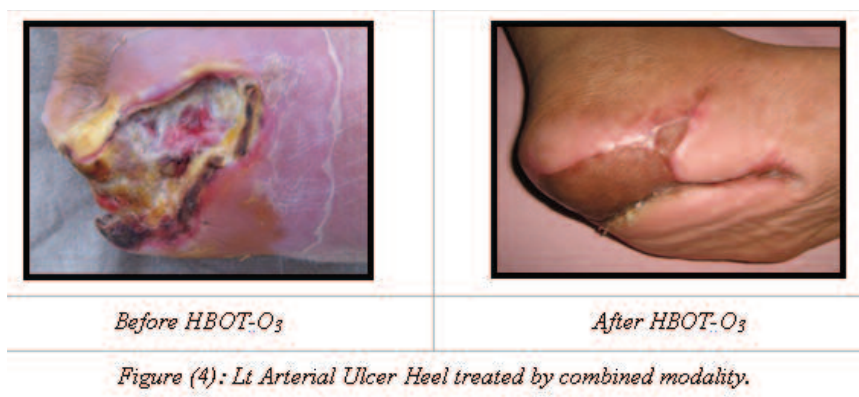 Before HBOT-O₃
After HBOT-O₃
Figure (4): Lt Arterial Ulcer Heel treated by combined modality.